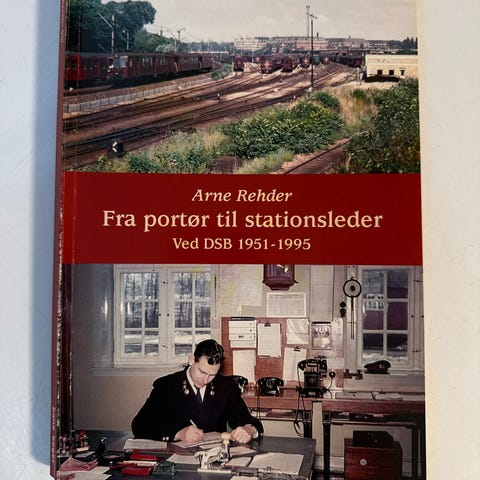 Arne Rehder
Fra portør til stationsleder
Ved DSB 1951-1995